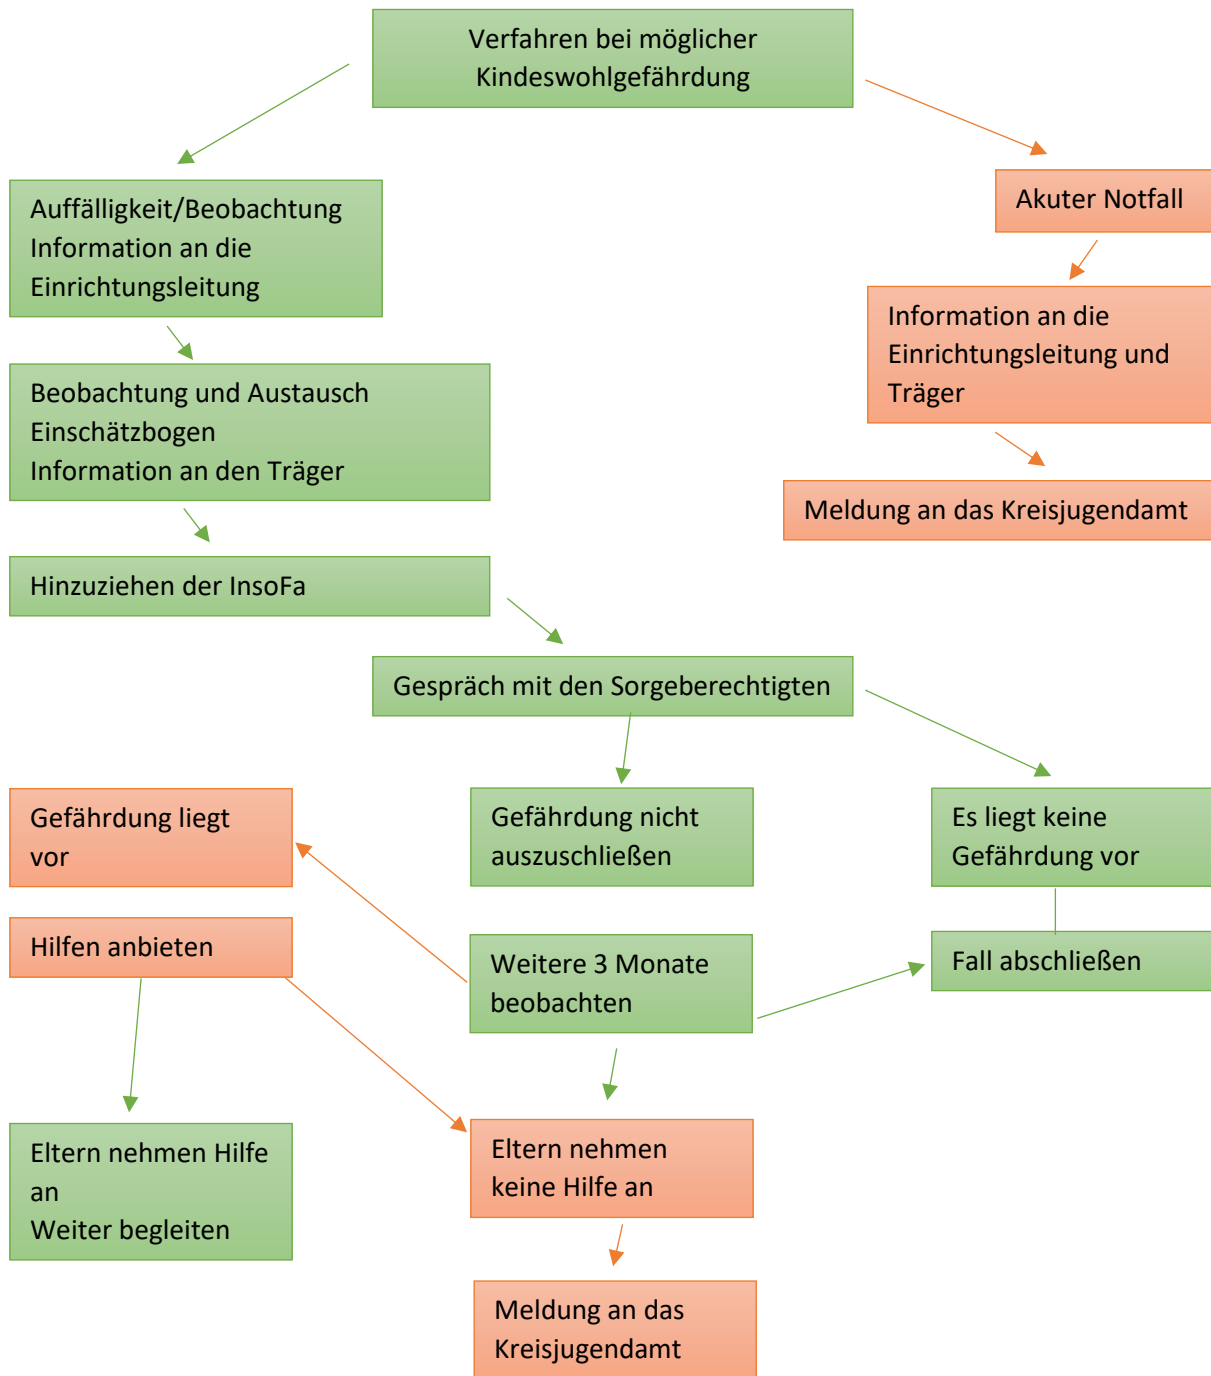 Verfahren bei möglicher
Kindeswohlgefährdung
Auffälligkeit/Beobachtung
Information an die
Einrichtungsleitung
Akuter Notfall
Information an die
Einrichtungsleitung und
Träger
Beobachtung und Austausch
Einschätzbogen
Information an den Träger
Meldung an das Kreisjugendamt
Hinzuziehen der InsoFa
Gespräch mit den Sorgeberechtigten
Gefährdung liegt
vor
Gefährdung nicht
auszuschließen
Es liegt keine
Gefährdung vor
Hilfen anbieten
Weitere 3 Monate
beobachten
Fall abschließen
Eltern nehmen Hilfe
an
Weiter begleiten
Eltern nehmen
keine Hilfe an
Meldung an das
Kreisjugendamt